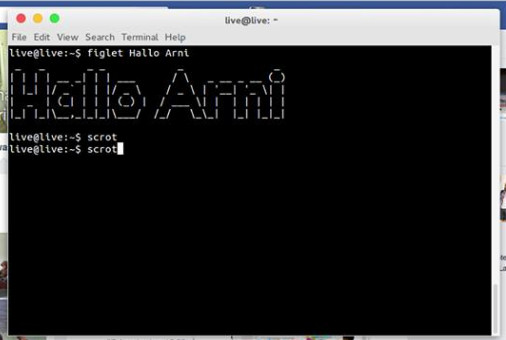 live@live: ~
File Edit View Search Terminal Help
live@live:~$ figlet Hallo Arni
Hallo Arni
live@live:~$ scrot
live@live:~$ scrot